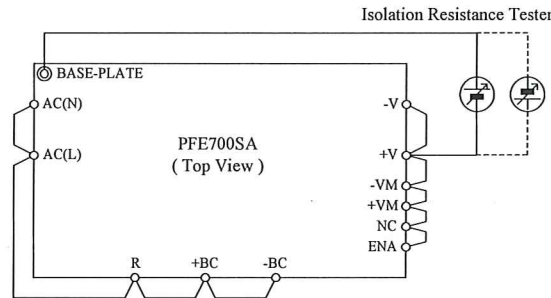 Isolation Resistance Tester
BASE-PLATE
AC(N)
-V
PFE700SA
AC(L)
+V
( Top View )
-VM
+VM
NC
ENA
R
+BC
-BC